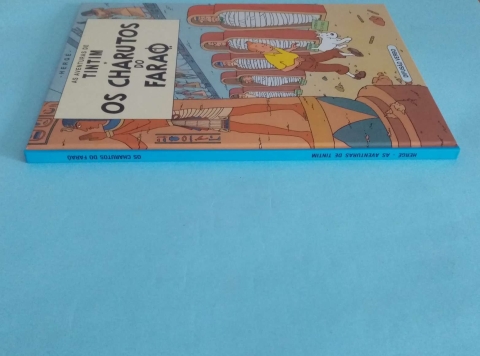 HERGÉ
AS AVENTURAS DE
TINTIM
OS CHARUTOS
DO
FARAÓ
OS CHARUTOS DO FARAÓ
HERGÉ - AS AVENTURAS DE TINTIM